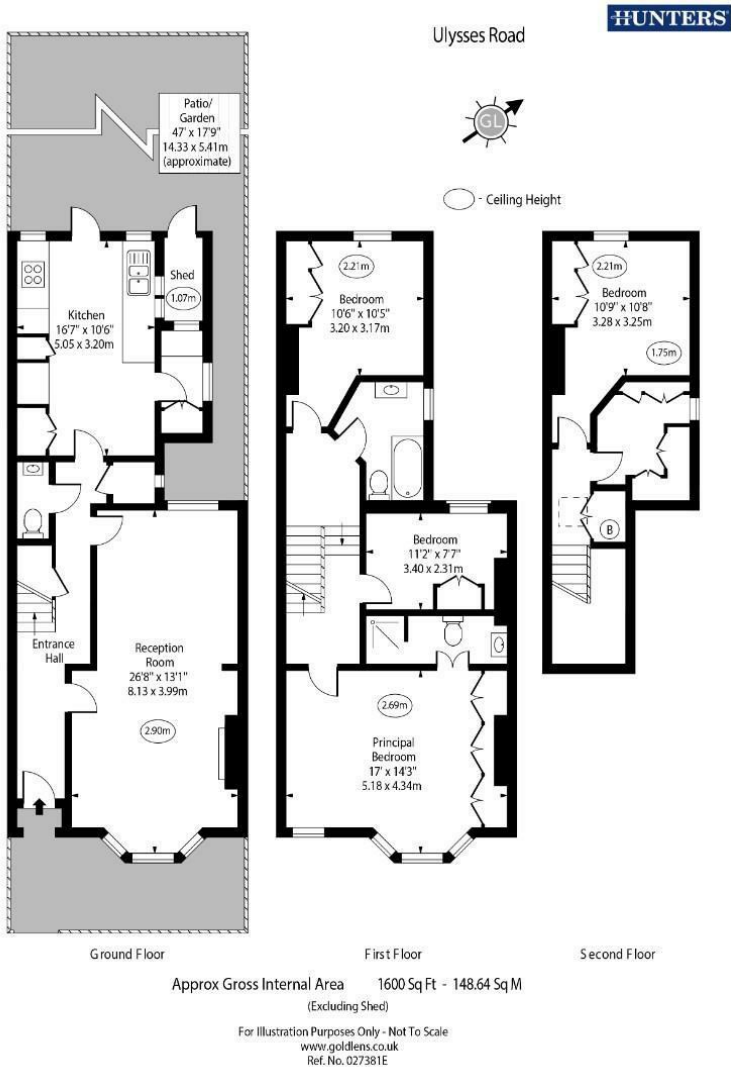 HUNTERS
Ulysses Road
GL
- Ceiling Height
Patio/
Garden
47' x 17'9"
14.33 x 5.41m
(approximate)
Shed
1.07m
Kitchen
16'7" x 10'6"
5.05 x 3.20m
Entrance
Hall
Reception
Room
26'8" x 13'1"
8.13 x 3.99m
2.90m
2.21m
Bedroom
10'6" x 10'5"
3.20 x 3.17m
Bedroom
11'2" x 7'7"
3.40 x 2.31m
2.69m
Principal
Bedroom
17' x 14'3"
5.18 x 4.34m
2.21m
Bedroom
10'9" x 10'8"
3.28 x 3.25m
1.75m
B
Ground Floor
First Floor
Second Floor
Approx Gross Internal Area 1600 Sq Ft - 148.64 Sq M
(Excluding Shed)
For Illustration Purposes Only - Not To Scale
www.goldlens.co.uk
Ref. No. 027381E